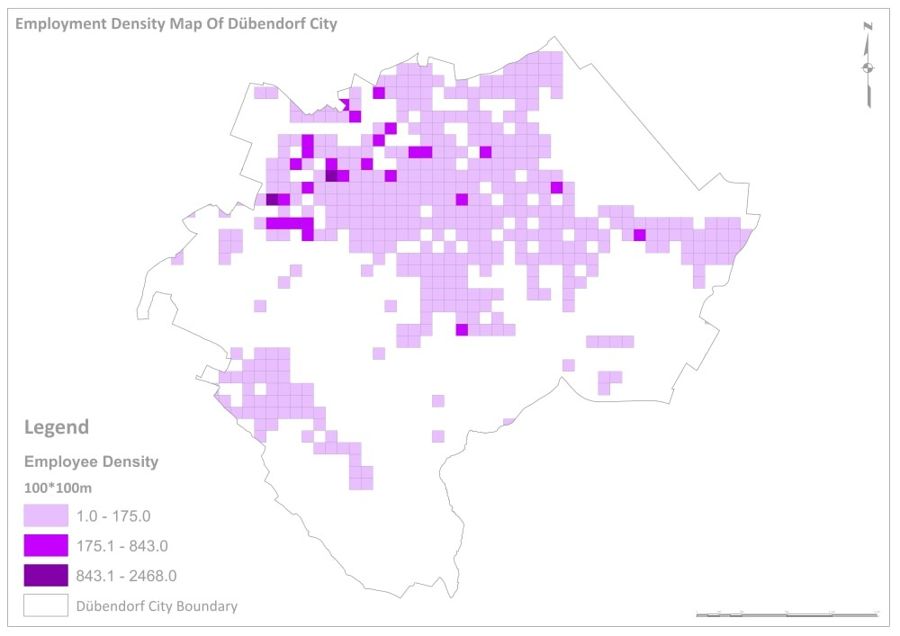 Employment Density Map Of Dübendorf City
N
Legend
Employee Density
100*100m
1.0 - 175.0
175.1 - 843.0
843.1 - 2468.0
Dübendorf City Boundary